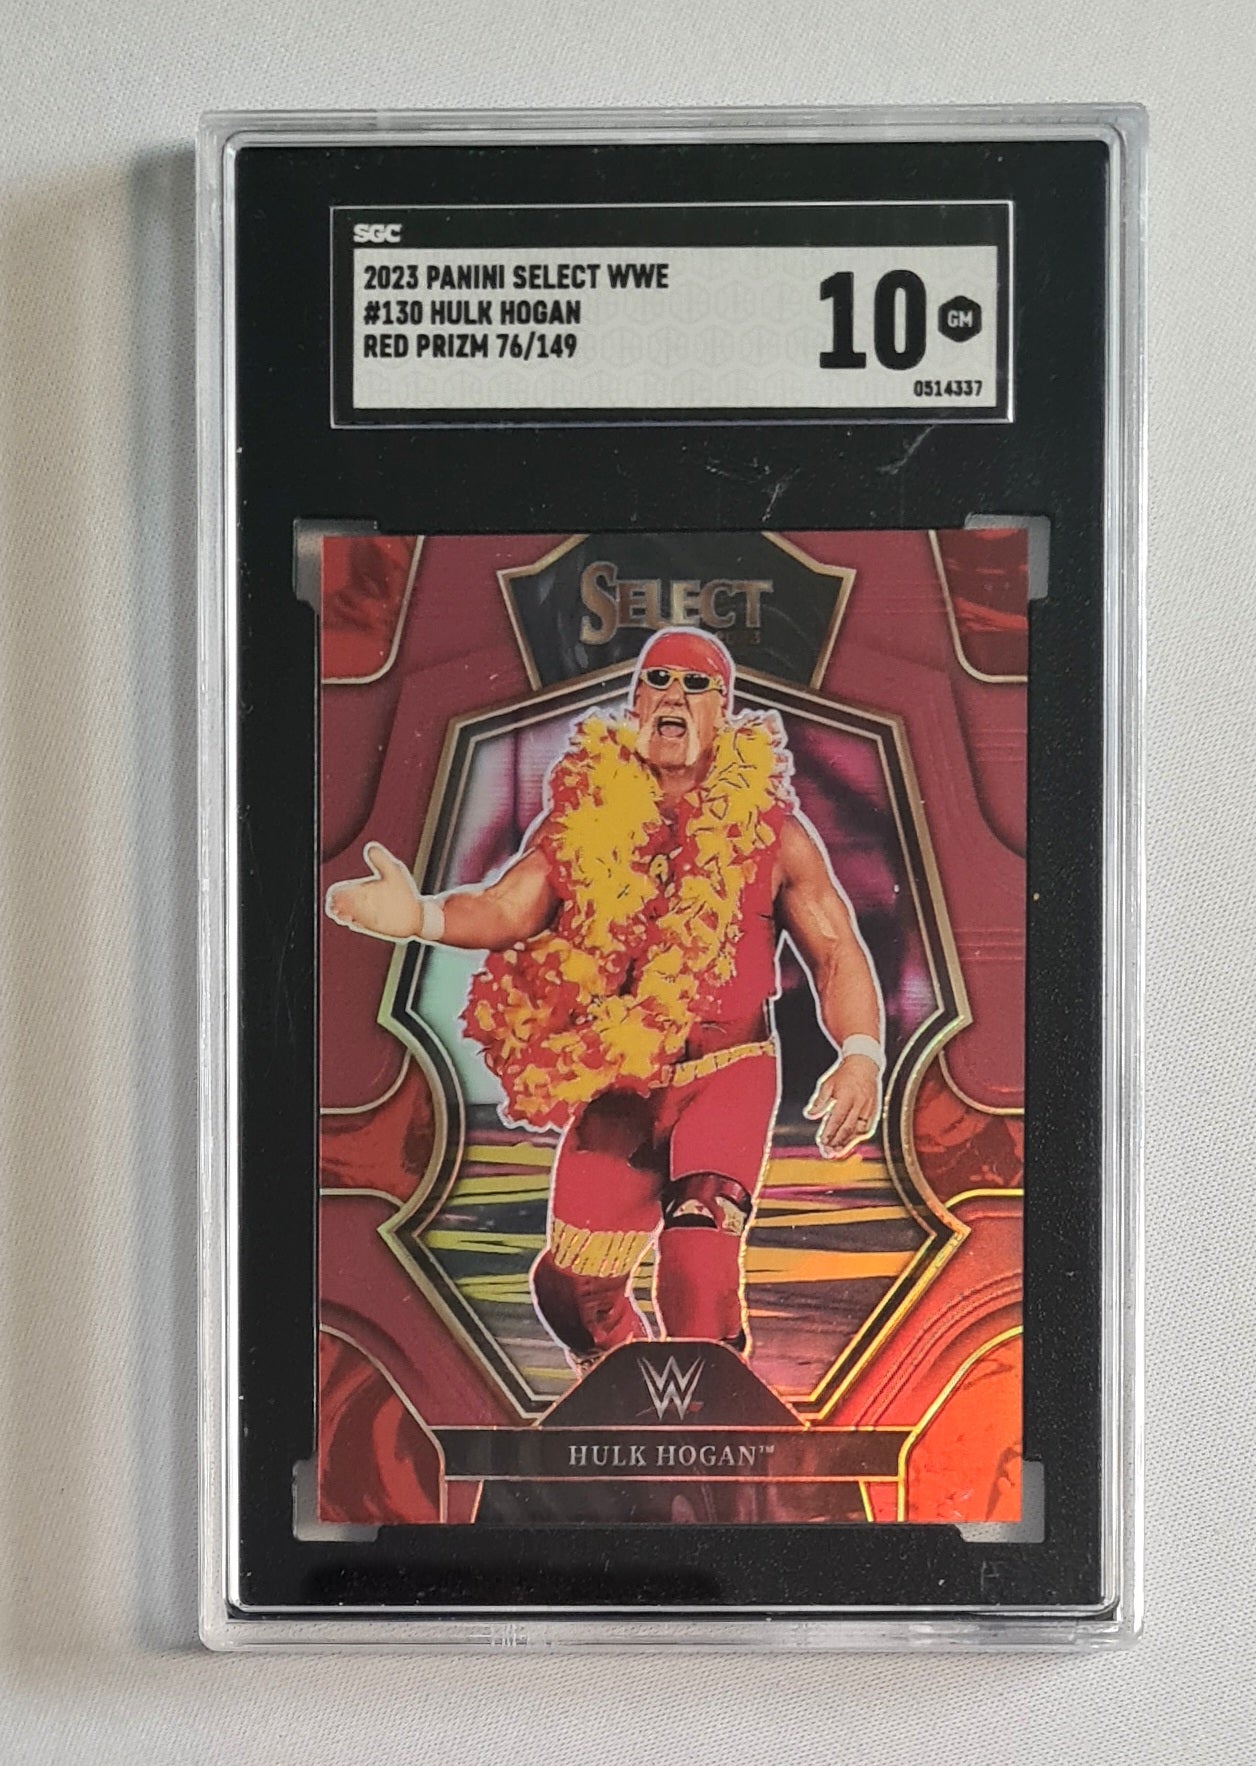 SGC
2023 PANINI SELECT WWE
#130 HULK HOGAN
RED PRIZM 76/149
10 GM
0514337
SELECT
W
HULK HOGAN™